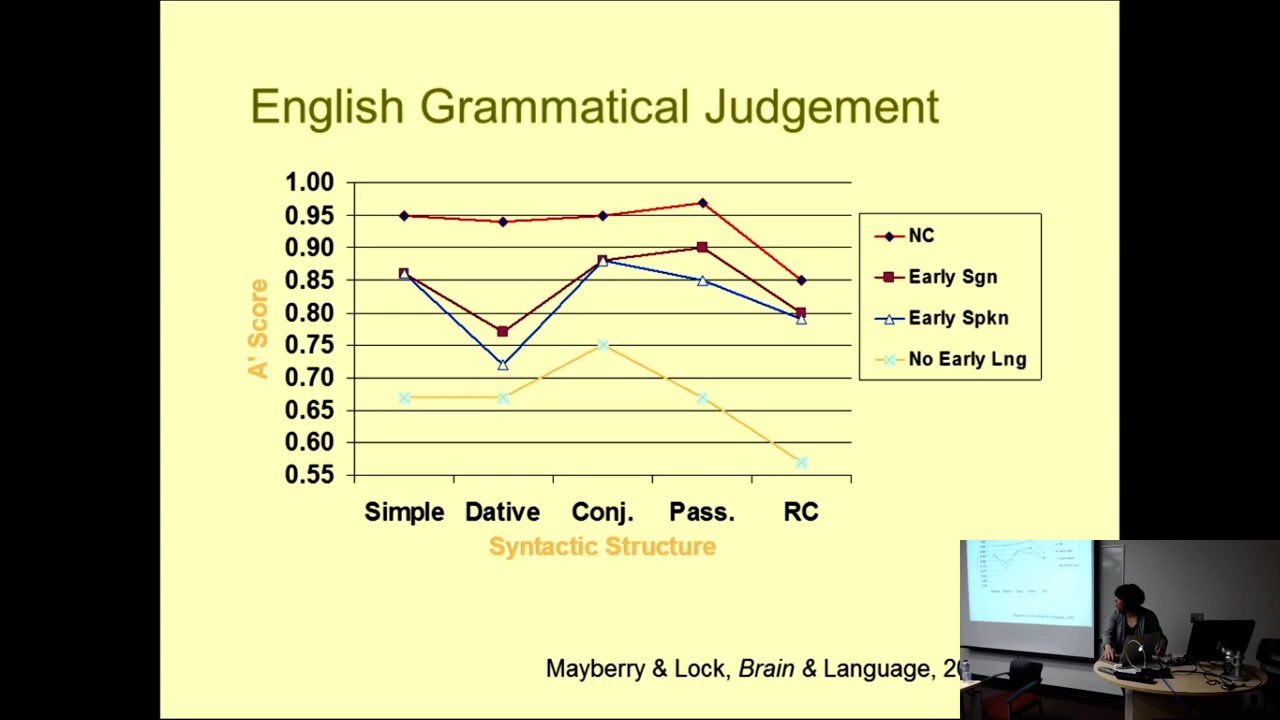 English Grammatical Judgement
1.00
0.95
0.90
0.85
0.80
0.75
0.70
0.65
0.60
0.55
A' Score
Simple Dative Conj. Pass. RC
Syntactic Structure
NC
Early Sgn
Early Spkn
No Early Lng
Mayberry & Lock, Brain & Language, 20